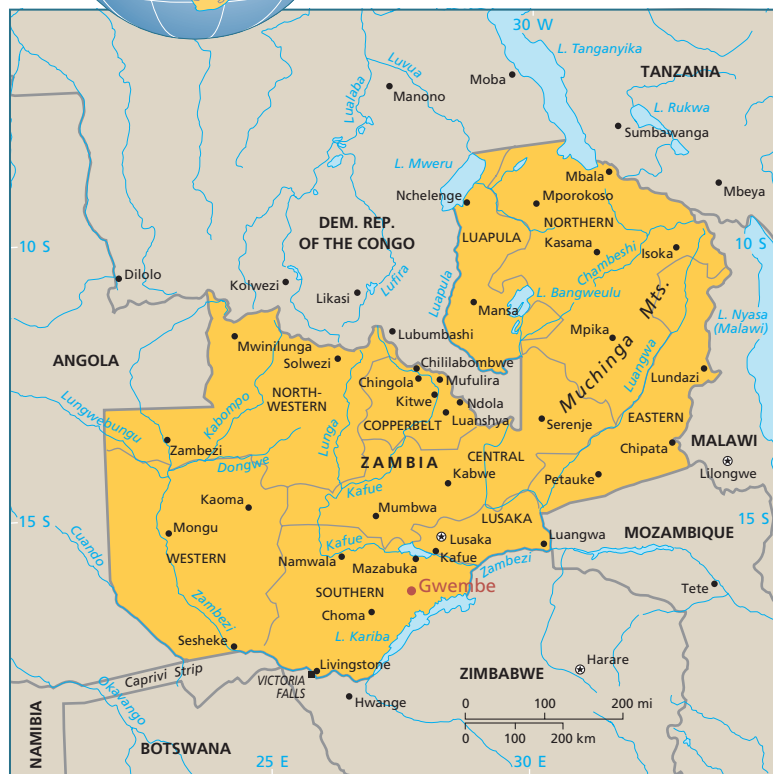 30 W
L. Tanganyika
TANZANIA
Luvua
Moba
Manono
Lualaba
L. Rukwa
Sumbawanga
L. Mweru
Mbala
Mbeya
Nchelenge
Mporokoso
NORTHERN
DEM. REP.
OF THE CONGO
LUAPULA
Kasama
Chambeshi
Isoka
10 S
10 S
Dilolo
Kolwezi
Likasi
Lufira
Luapula
L. Bangweulu
Mansa
L. Nyasa
(Malawi)
Mwinilunga
Lubumbashi
Mpika
Muchinga Mts.
Luangwa
ANGOLA
Solwezi
Chililabombwe
Chingola
Mufulira
Lundazi
NORTH-
WESTERN
Kitwe
Ndola
Luanshya
COPPERBELT
Serenje
EASTERN
Lungwebungu
Kabompo
Zambezi
Lunga
Dongwe
ZAMBIA
CENTRAL
Chipata
MALAWI
Lilongwe
Kabwe
Petauke
Kafue
Kaoma
Mumbwa
LUSAKA
15 S
15 S
Mongu
Lusaka
Luangwa
MOZAMBIQUE
Cuando
WESTERN
Kafue
Namwala
Mazabuka
Kafue
Zambezi
Gwembe
Tete
SOUTHERN
Zambezi
Choma
L. Kariba
Sesheke
Livingstone
VICTORIA
FALLS
Caprivi Strip
ZIMBABWE
Harare
Okavango
Hwange
NAMIBIA
BOTSWANA
0 100 200 mi
0 100 200 km
25 E
30 E